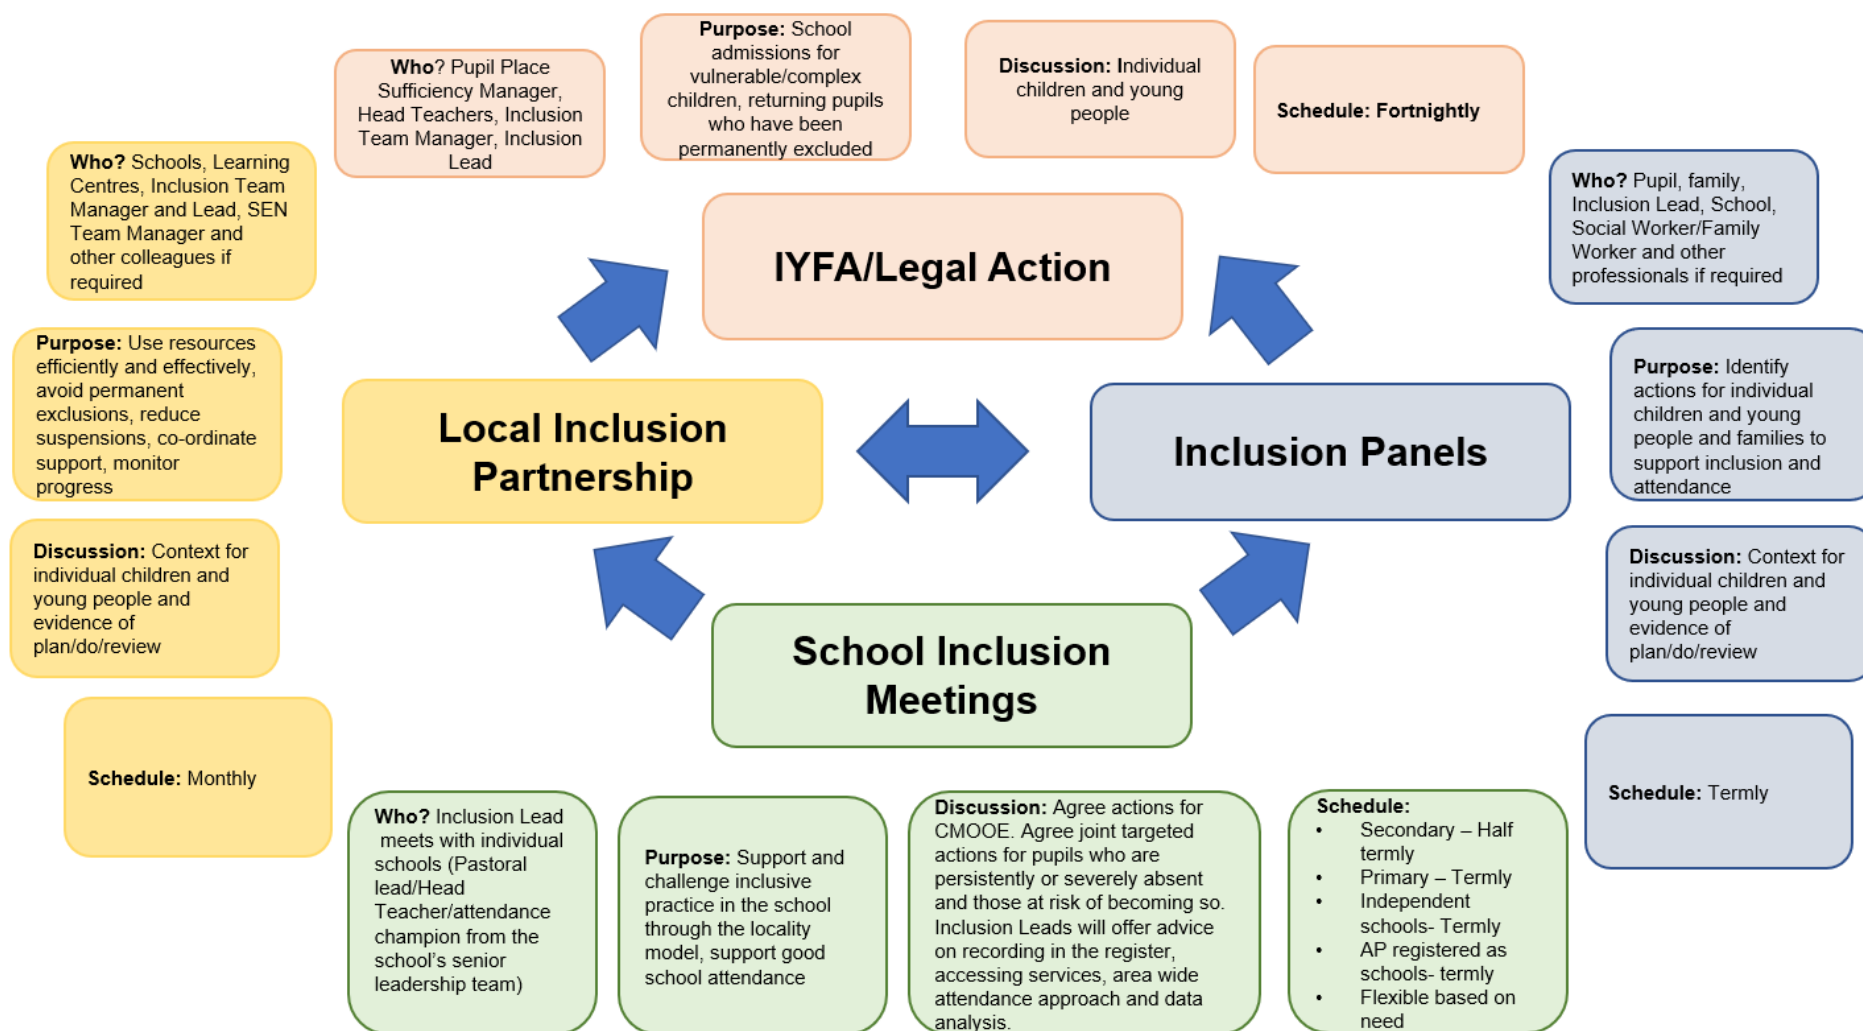 Who? Pupil Place
Sufficiency Manager,
Head Teachers, Inclusion
Team Manager, Inclusion
Lead
Purpose: School
admissions for
vulnerable/complex
children, returning pupils
who have been
permanently excluded
Discussion: Individual
children and young
people
Schedule: Fortnightly
IYFA/Legal Action
Who? Schools, Learning
Centres, Inclusion Team
Manager and Lead, SEN
Team Manager and
other colleagues if
required
Purpose: Use resources
efficiently and effectively,
avoid permanent
exclusions, reduce
suspensions, co-ordinate
support, monitor
progress
Discussion: Context for
individual children and
young people and
evidence of
plan/do/review
Schedule: Monthly
Local Inclusion
Partnership
Inclusion Panels
Who? Pupil, family,
Inclusion Lead, School,
Social Worker/Family
Worker and other
professionals if required
Purpose: Identify
actions for individual
children and young
people and families to
support inclusion and
attendance
Discussion: Context for
individual children and
young people and
evidence of
plan/do/review
Schedule: Termly
School Inclusion
Meetings
Who? Inclusion Lead
meets with individual
schools (Pastoral
lead/Head
Teacher/attendance
champion from the
school's senior
leadership team)
Purpose: Support and
challenge inclusive
practice in the school
through the locality
model, support good
school attendance
Discussion: Agree actions for
CMOOE. Agree joint targeted
actions for pupils who are
persistently or severely absent
and those at risk of becoming so.
Inclusion Leads will offer advice
on recording in the register,
accessing services, area wide
attendance approach and data
analysis.
Schedule:
• Secondary – Half
termly
• Primary – Termly
• Independent
schools- Termly
• AP registered as
schools- termly
• Flexible based on
need